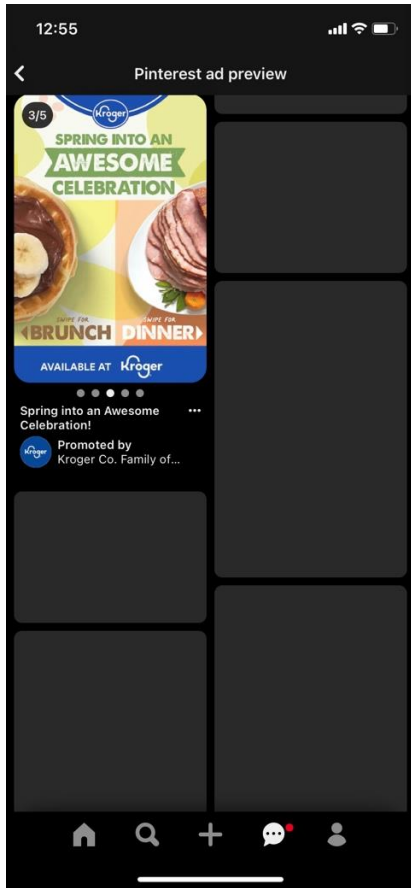 12:55
Pinterest ad preview
3/5
Kroger
SPRING INTO AN
AWESOME
CELEBRATION
SWIPE FOR
BRUNCH
SWIPE FOR
DINNER
AVAILABLE AT Kroger
Spring into an Awesome
Celebration!
Kroger
Promoted by
Kroger Co. Family of...